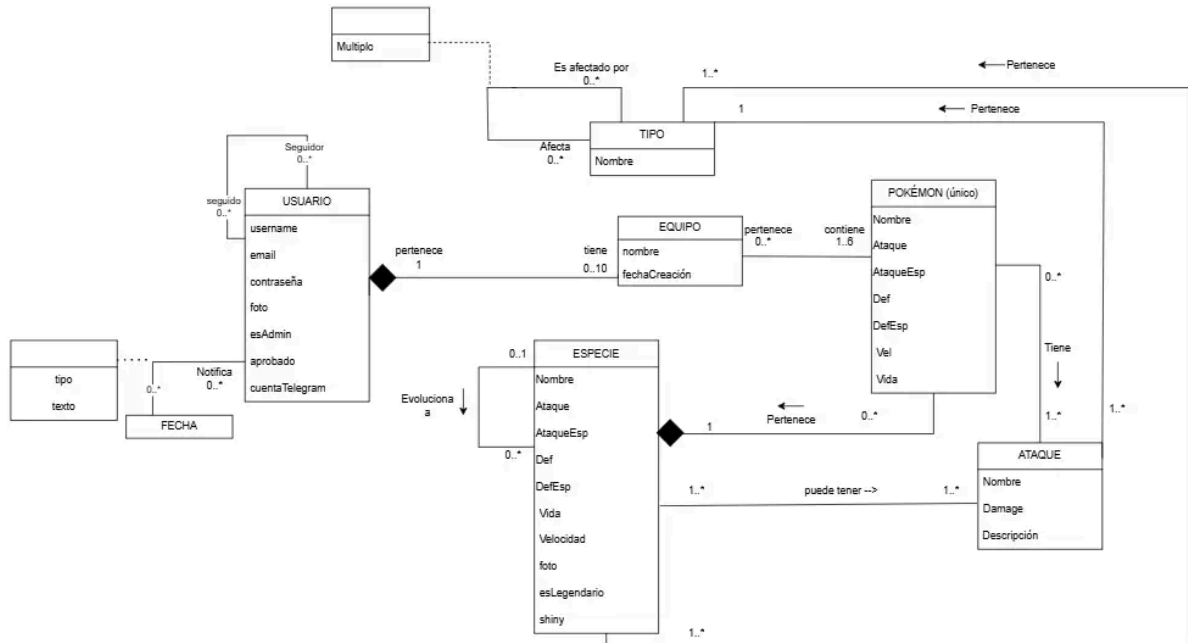 Multiplo
Es afectado por
0..*
1..*
Pertenece
1
Pertenece
TIPO
Nombre
Afecta
0..*
Seguidor
0..*
seguido
0..*
USUARIO
username
email
contraseña
foto
esAdmin
aprobado
cuentaTelegram
pertenece
1
tiene
0..10
EQUIPO
nombre
fechaCreación
pertenece
0..*
contiene
1..6
POKÉMON (único)
Nombre
Ataque
AtaqueEsp
Def
DefEsp
Vel
Vida
0..*
Tiene
1..*
1..*
tipo
texto
Notifica
0..*
0..*
FECHA
0..1
Evoluciona
a
0..*
ESPECIE
Nombre
Ataque
AtaqueEsp
Def
DefEsp
Vida
Velocidad
foto
esLegendario
shiny
1
Pertenece
0..*
1..*
puede tener -->
1..*
ATAQUE
Nombre
Damage
Descripción
1..*